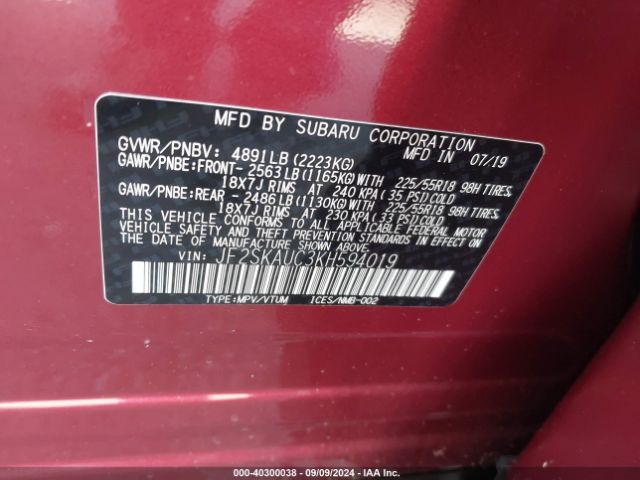 MFD BY SUBARU CORPORATION
GVWR/PNBV: 4891LB(2223KG) MFD IN 07/19
GAWR/PNBE:FRONT- 2563LB(1165KG)WITH 225/55R18 98H TIRES,
18X7J RIMS AT 240 KPA(35 PSI)COLD
GAWR/PNBE:REAR -2486LB(1130KG)WITH 225/55R18 98H TIRES,
18X7J RIMS AT 230 KPA(33 PSI)COLD
THIS VEHICLE CONFORMS TO ALL APPLICABLE FEDERAL MOTOR
VEHICLE SAFETY AND THEFT PREVENTION STANDARDS IN EFFECT ON
THE DATE OF MANUFACTURE SHOWN ABOVE.
VIN: JF2SKAUC3KH594019
TYPE:MPV/VTUM ICES/NMB-002
000-40300038 - 09/09/2024 - IAA Inc.